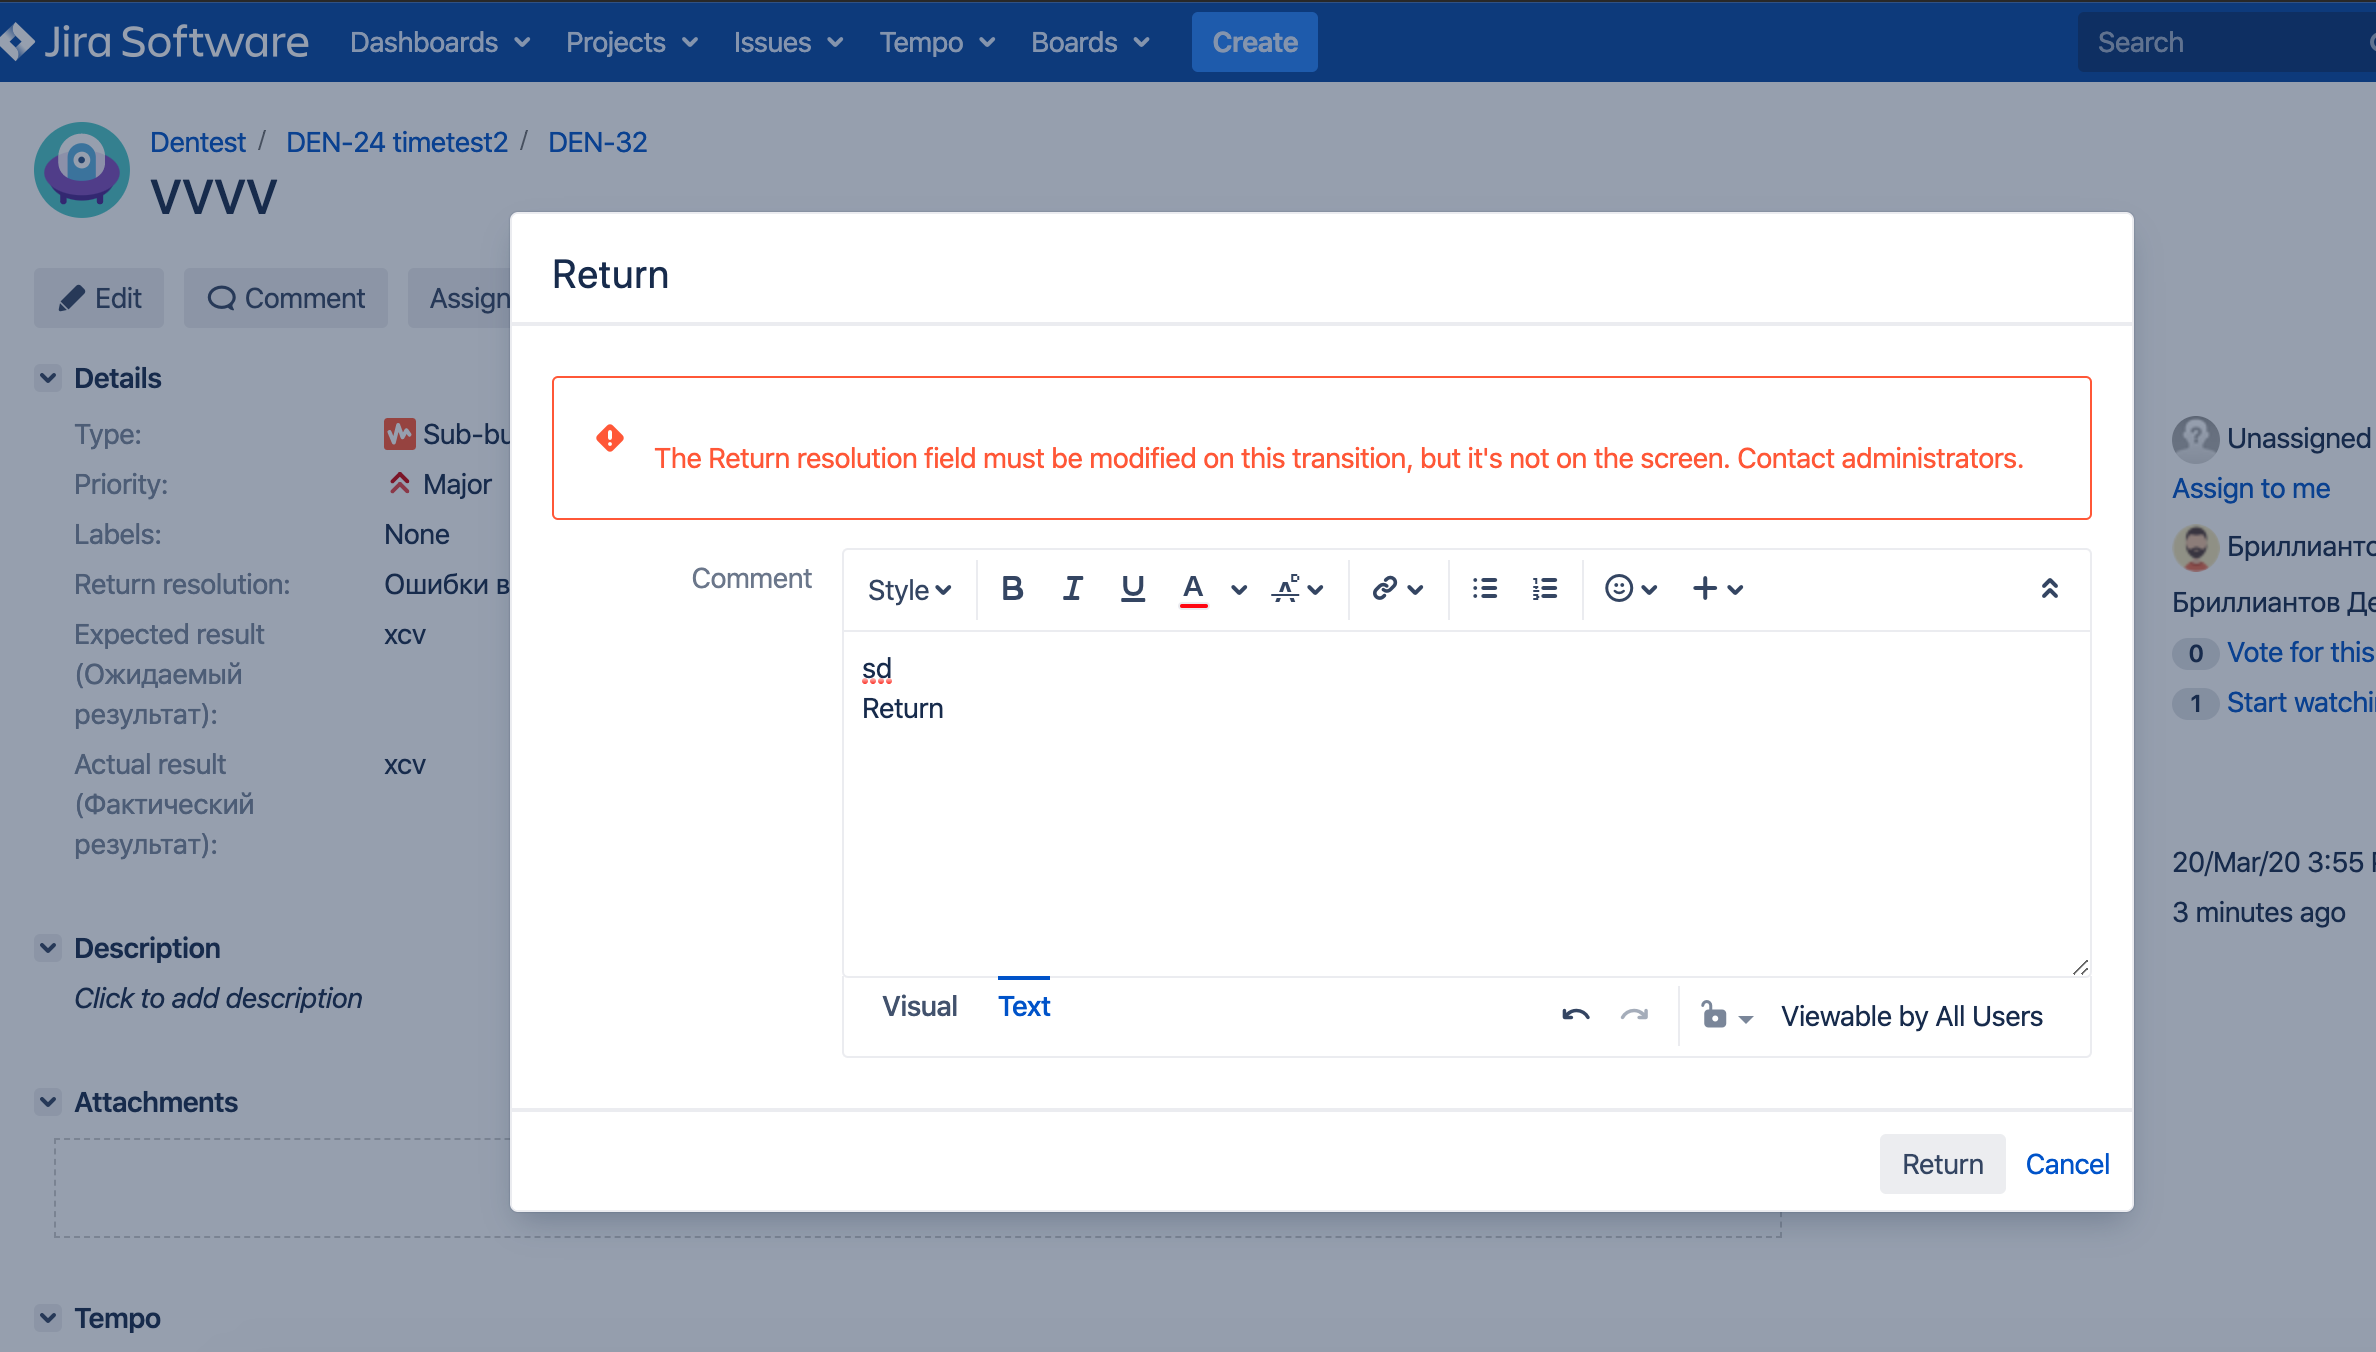 Jira Software Dashboards Projects Issues Tempo Boards Create Search
Dentest / DEN-24 timetest2 / DEN-32
vvvv
Edit Comment Assign
Details
Type: Sub-bu
Priority: Major
Labels: None
Return resolution: Ошибки в
Expected result (Ожидаемый результат): xcv
Actual result (Фактический результат): xcv
Description
Click to add description
Attachments
Tempo
Return
The Return resolution field must be modified on this transition, but it's not on the screen. Contact administrators.
Comment
Style B I U A
sd
Return
Visual Text Viewable by All Users
Return Cancel
Unassigned
Assign to me
Бриллианто
Бриллиантов Де
0 Vote for this
1 Start watchi
20/Mar/20 3:55
3 minutes ago